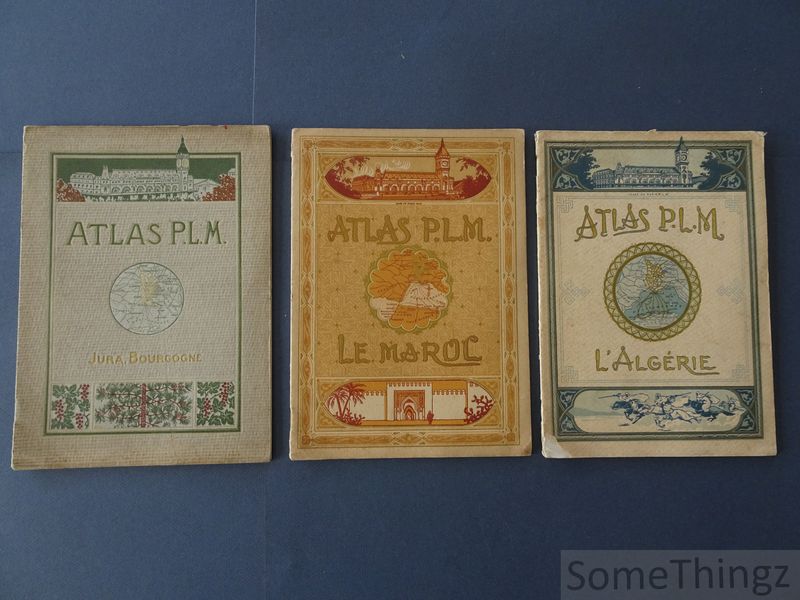 ATLAS P.L.M.
JURA, BOURGOGNE
ATLAS P.L.M.
LE MAROC
ATLAS P.L.M.
L'ALGÉRIE
SomeThingz